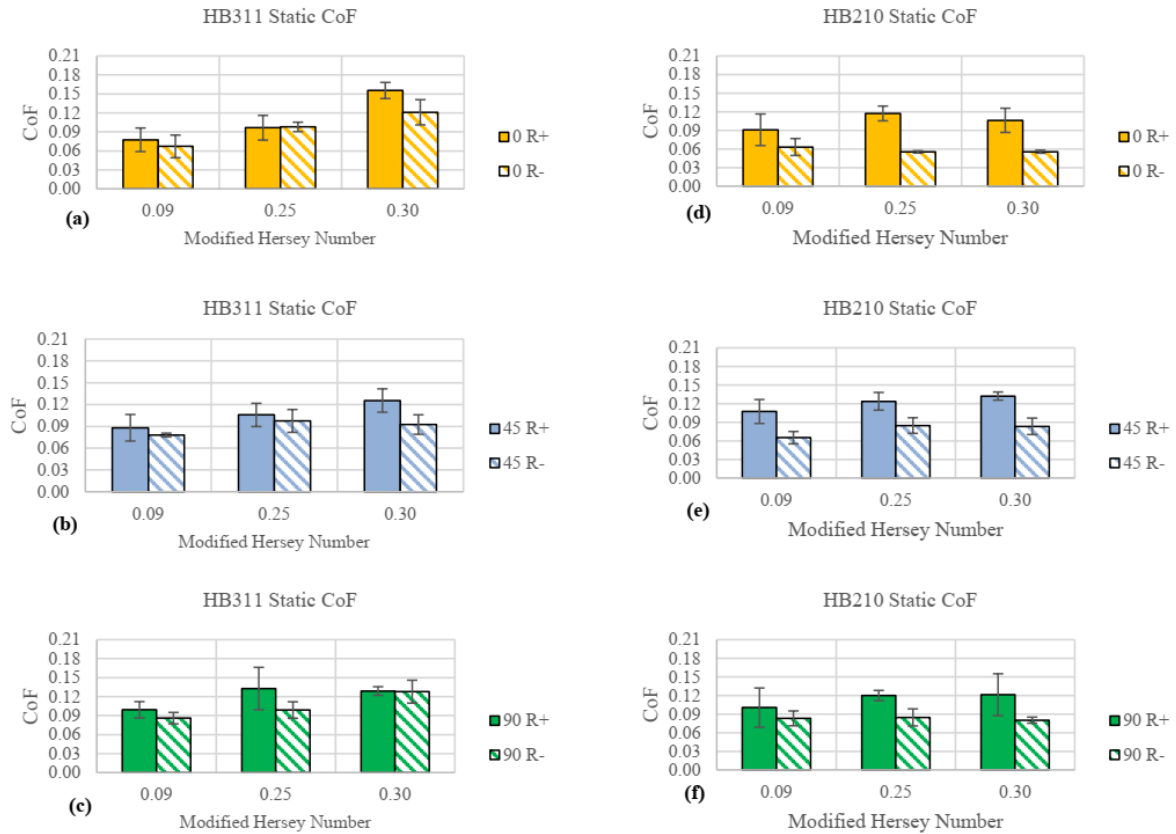 HB311 Static CoF
0.21
0.18
0.15
0.12
0.09
0.06
0.03
0.00
CoF
0.09 0.25 0.30
Modified Hersey Number
(a)
0 R+
0 R-
HB210 Static CoF
0.21
0.18
0.15
0.12
0.09
0.06
0.03
0.00
CoF
0.09 0.25 0.30
Modified Hersey Number
(d)
0 R+
0 R-
HB311 Static CoF
0.21
0.18
0.15
0.12
0.09
0.06
0.03
0.00
CoF
0.09 0.25 0.30
Modified Hersey Number
(b)
45 R+
45 R-
HB210 Static CoF
0.21
0.18
0.15
0.12
0.09
0.06
0.03
0.00
CoF
0.09 0.25 0.30
Modified Hersey Number
(e)
45 R+
45 R-
HB311 Static CoF
0.21
0.18
0.15
0.12
0.09
0.06
0.03
0.00
CoF
0.09 0.25 0.30
Modified Hersey Number
(c)
90 R+
90 R-
HB210 Static CoF
0.21
0.18
0.15
0.12
0.09
0.06
0.03
0.00
CoF
0.09 0.25 0.30
Modified Hersey Number
(f)
90 R+
90 R-